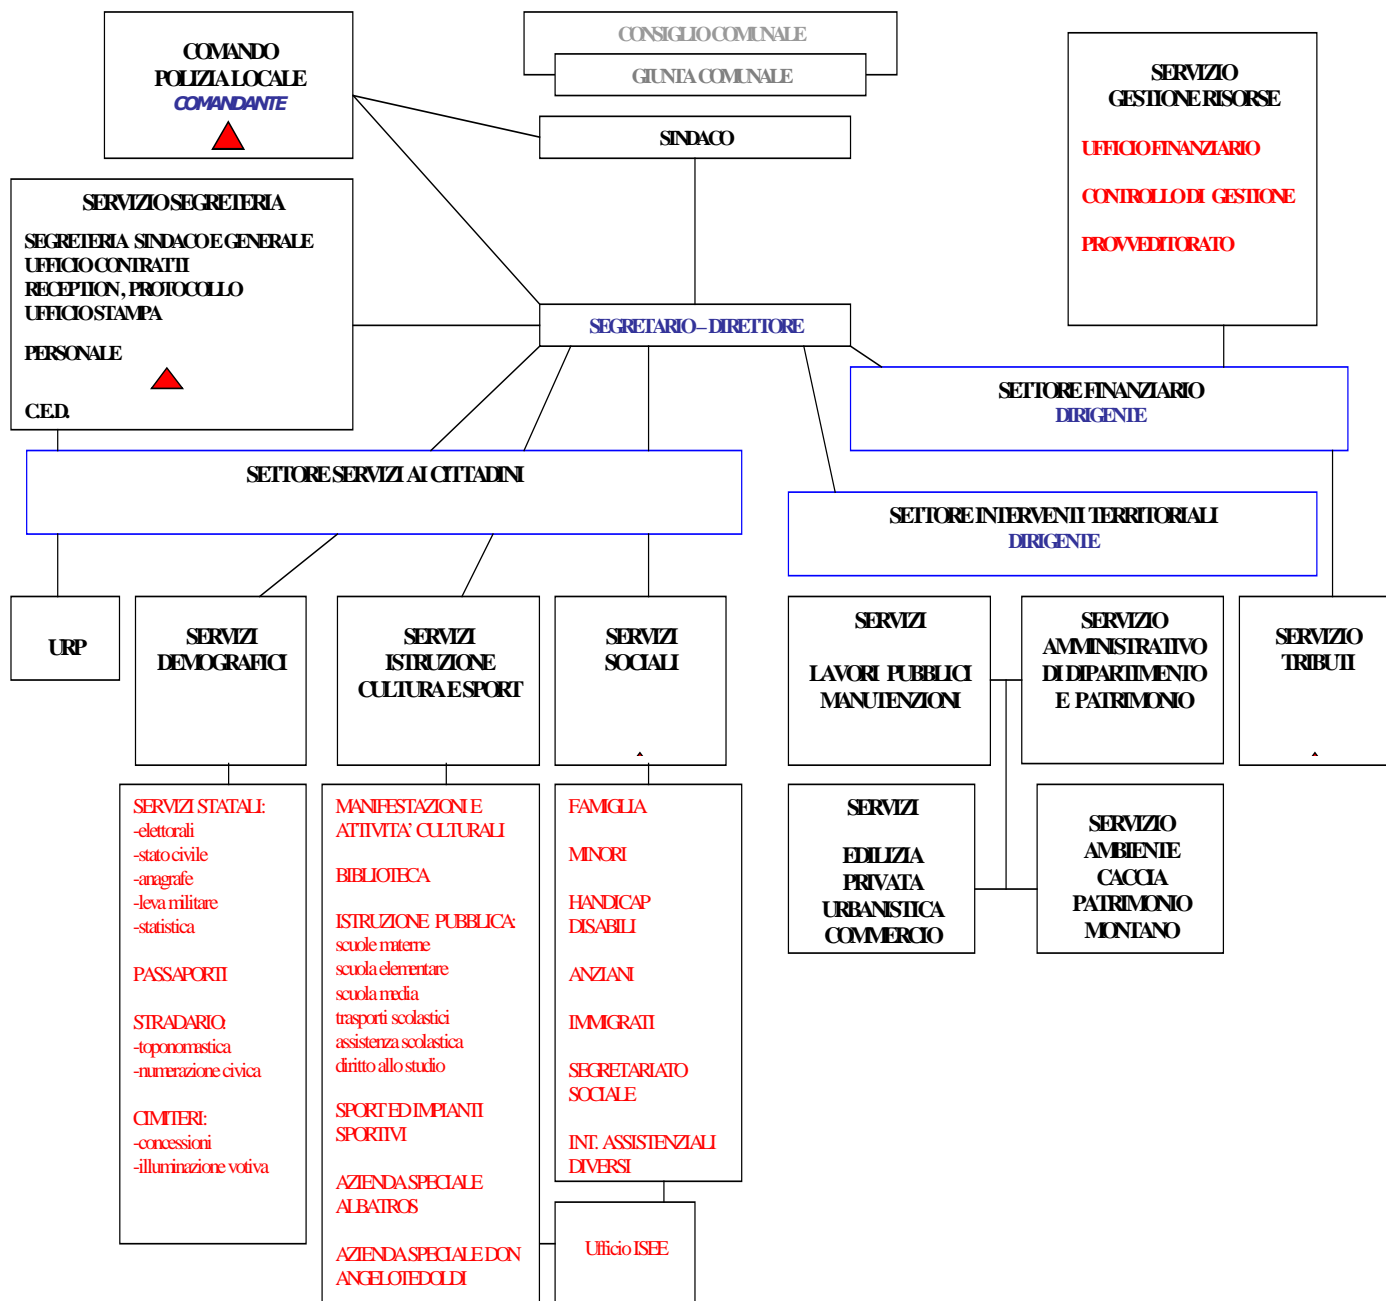 COMANDO
POLIZIA LOCALE
COMANDANTE
CONSIGLIO COMUNALE
GIUNTA COMUNALE
SINDACO
SERVIZIO
GESTIONE RISORSE
UFFICIO FINANZIARIO
CONTROLLO DI GESTIONE
PROVVEDITORATO
SERVIZIO SEGRETERIA
SEGRETERIA SINDACO E GENERALE
UFFICIO CONTRATTI
RECEPTION, PROTOCOLLO
UFFICIO STAMPA
PERSONALE
C.E.D.
SEGRETARIO – DIRETTORE
SETTORE FINANZIARIO
DIRIGENTE
SETTORE SERVIZI AI CITTADINI
SETTORE INTERVENTI TERRITORIALI
DIRIGENTE
URP
SERVIZI
DEMOGRAFICI
SERVIZI
ISTRUZIONE
CULTURA E SPORT
SERVIZI
SOCIALI
SERVIZI
LAVORI PUBBLICI
MANUTENZIONI
SERVIZIO
AMMINISTRATIVO
DI DIPARTIMENTO
E PATRIMONIO
SERVIZIO
TRIBUTI
SERVIZI STATALI:
-elettorali
-stato civile
-anagrafe
-leva militare
-statistica
PASSAPORTI
STRADARIO:
-toponomastica
-numerazione civica
CIMITERI:
-concessioni
-illuminazione votiva
MANIFESTAZIONI E
ATTIVITA’ CULTURALI
BIBLIOTECA
ISTRUZIONE PUBBLICA:
scuole materne
scuola elementare
scuola media
trasporti scolastici
assistenza scolastica
diritto allo studio
SPORT ED IMPIANTI
SPORTIVI
AZIENDA SPECIALE
ALBATROS
AZIENDA SPECIALE DON
ANGELO TEDOLDI
FAMIGLIA
MINORI
HANDICAP
DISABILI
ANZIANI
IMMIGRATI
SEGRETARIATO
SOCIALE
INT. ASSISTENZIALI
DIVERSI
Ufficio ISEE
SERVIZI
EDILIZIA
PRIVATA
URBANISTICA
COMMERCIO
SERVIZIO
AMBIENTE
CACCIA
PATRIMONIO
MONTANO